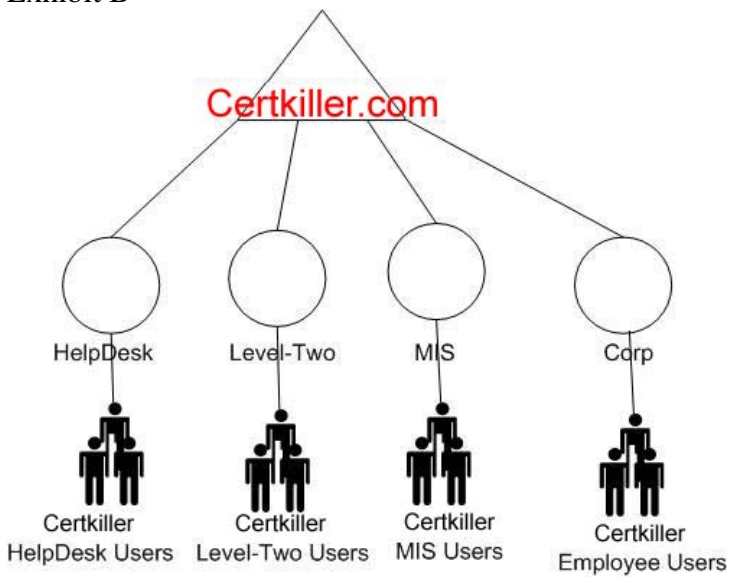 Certkiller.com
HelpDesk
Level-Two
MIS
Corp
Certkiller
HelpDesk Users
Certkiller
Level-Two Users
Certkiller
MIS Users
Certkiller
Employee Users